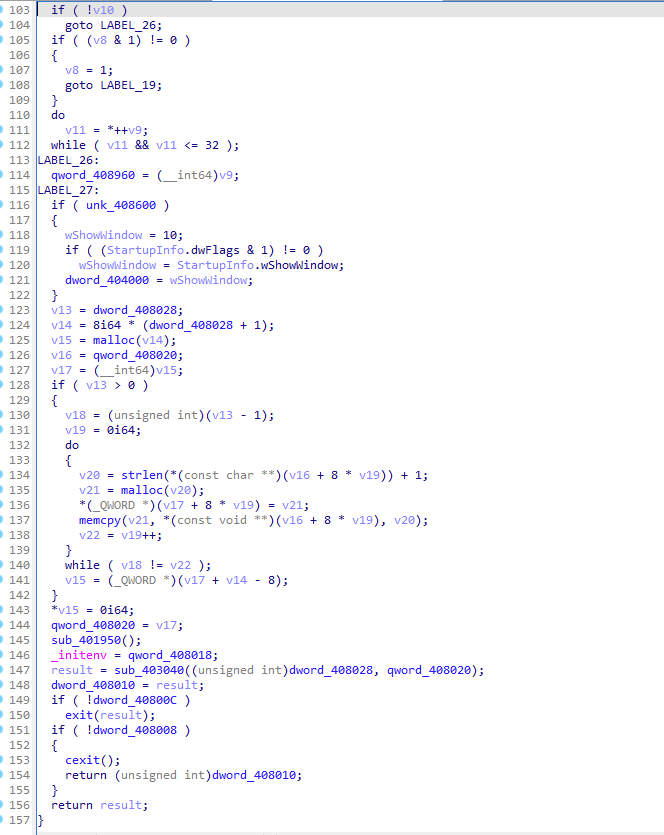 103 if ( !v10 )
104 goto LABEL_26;
105 if ( (v8 & 1) != 0 )
106 {
107 v8 = 1;
108 goto LABEL_19;
109 }
110 do
111 v11 = *++v9;
112 while ( v11 && v11 <= 32 );
113 LABEL_26:
114 qword_408960 = (__int64)v9;
115 LABEL_27:
116 if ( unk_408600 )
117 {
118 wShowWindow = 10;
119 if ( (StartupInfo.dwFlags & 1) != 0 )
120 wShowWindow = StartupInfo.wShowWindow;
121 dword_404000 = wShowWindow;
122 }
123 v13 = dword_408028;
124 v14 = 8i64 * (dword_408028 + 1);
125 v15 = malloc(v14);
126 v16 = qword_408020;
127 v17 = (__int64)v15;
128 if ( v13 > 0 )
129 {
130 v18 = (unsigned int)(v13 - 1);
131 v19 = 0i64;
132 do
133 {
134 v20 = strlen(*(const char **)(v16 + 8 * v19)) + 1;
135 v21 = malloc(v20);
136 *(_QWORD *)(v17 + 8 * v19) = v21;
137 memcpy(v21, *(const void **)(v16 + 8 * v19), v20);
138 v22 = v19++;
139 }
140 while ( v18 != v22 );
141 v15 = (_QWORD *)(v17 + v14 - 8);
142 }
143 *v15 = 0i64;
144 qword_408020 = v17;
145 sub_401950();
146 _initenv = qword_408018;
147 result = sub_403040((unsigned int)dword_408028, qword_408020);
148 dword_408010 = result;
149 if ( !dword_40800C )
150 exit(result);
151 if ( !dword_408008 )
152 {
153 cexit();
154 return (unsigned int)dword_408010;
155 }
156 return result;
157 }